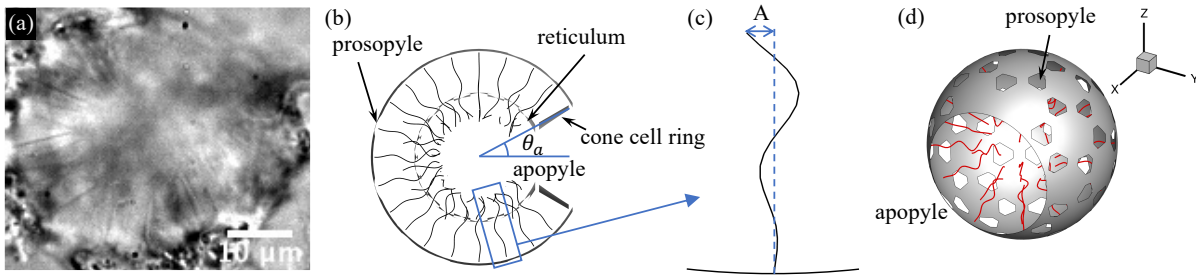 (a)
10 μm
(b)
prosopyle
reticulum
cone cell ring
θa
apopyle
(c)
A
(d)
prosopyle
apopyle
Z
Y
X